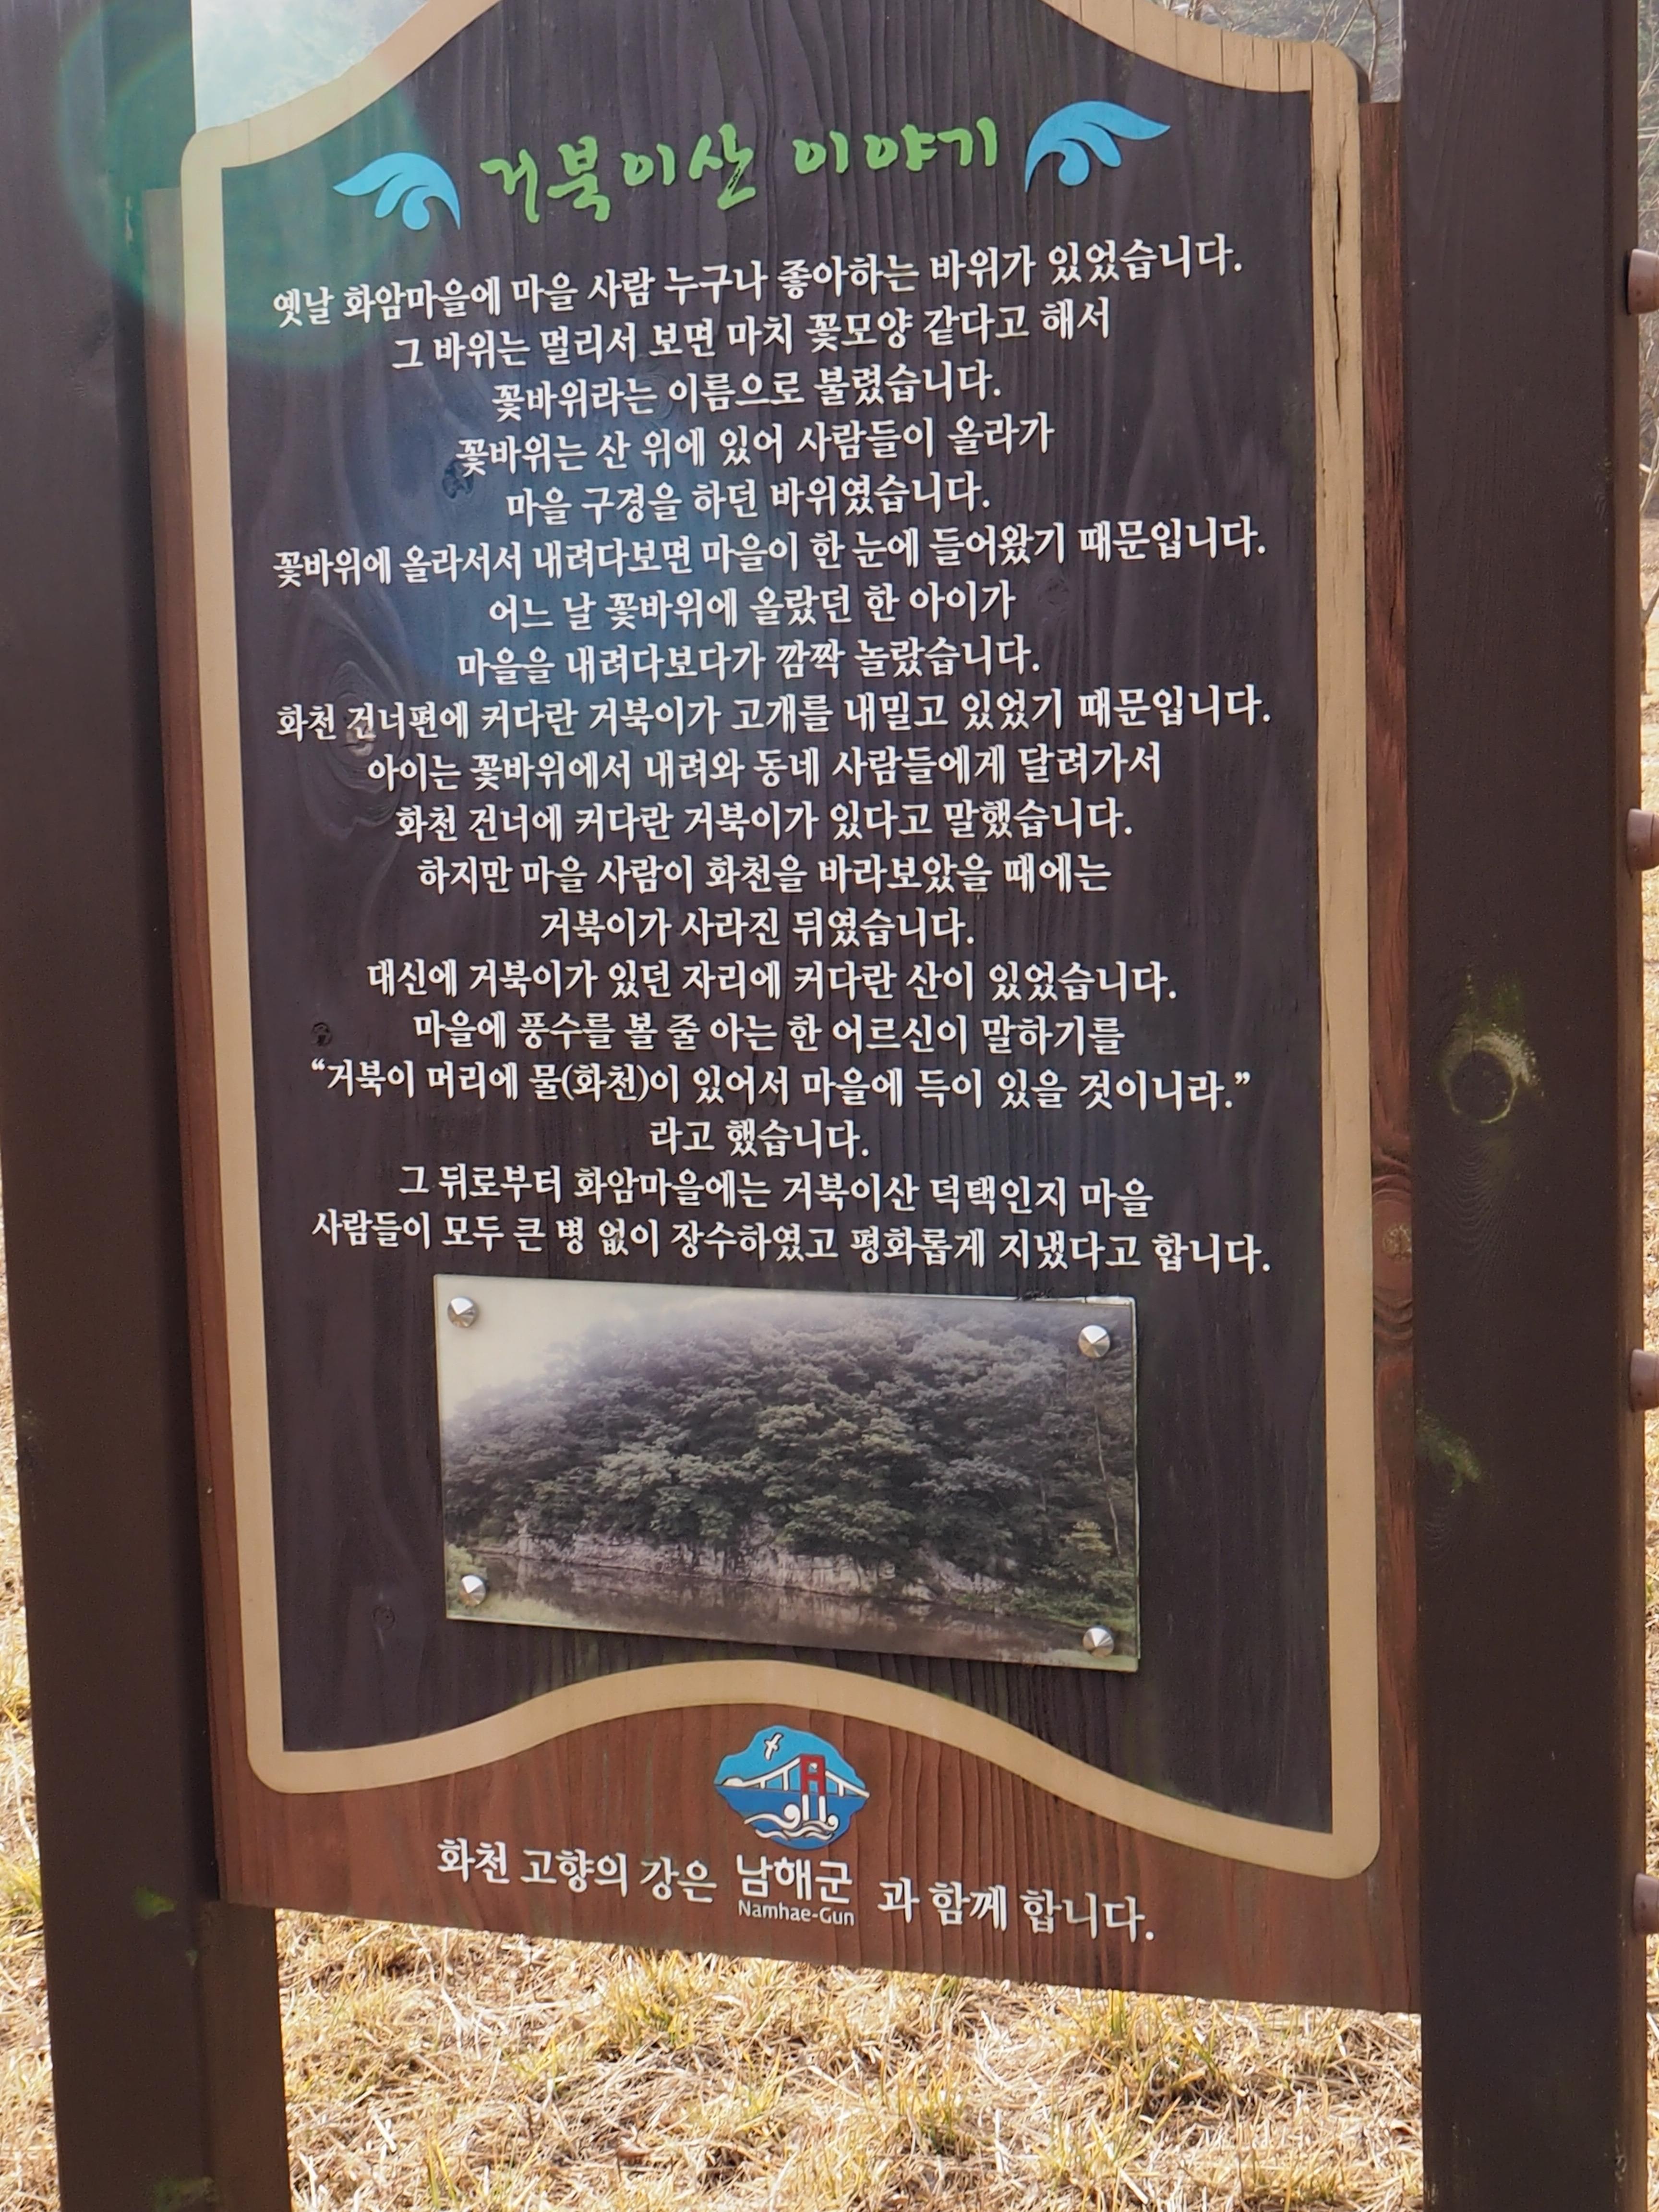 거북이산 이야기
옛날 화암마을에 마을 사람 누구나 좋아하는 바위가 있었습니다.
그 바위는 멀리서 보면 마치 꽃모양 같다고 해서
꽃바위라는 이름으로 불렸습니다.
꽃바위는 산 위에 있어 사람들이 올라가
마을 구경을 하던 바위였습니다.
꽃바위에 올라서서 내려다보면 마을이 한 눈에 들어왔기 때문입니다.
어느 날 꽃바위에 올랐던 한 아이가
마을을 내려다보다가 깜짝 놀랐습니다.
화천 건너편에 커다란 거북이가 고개를 내밀고 있었기 때문입니다.
아이는 꽃바위에서 내려와 동네 사람들에게 달려가서
화천 건너에 커다란 거북이가 있다고 말했습니다.
하지만 마을 사람이 화천을 바라보았을 때에는
거북이가 사라진 뒤였습니다.
대신에 거북이가 있던 자리에 커다란 산이 있었습니다.
마을에 풍수를 볼 줄 아는 한 어르신이 말하기를
“거북이 머리에 물(화천)이 있어서 마을에 득이 있을 것이니라.”
라고 했습니다.
그 뒤로부터 화암마을에는 거북이산 덕택인지 마을
사람들이 모두 큰 병 없이 장수하였고 평화롭게 지냈다고 합니다.
화천 고향의 강은 남해군 과 함께 합니다.
Namhae-Gun